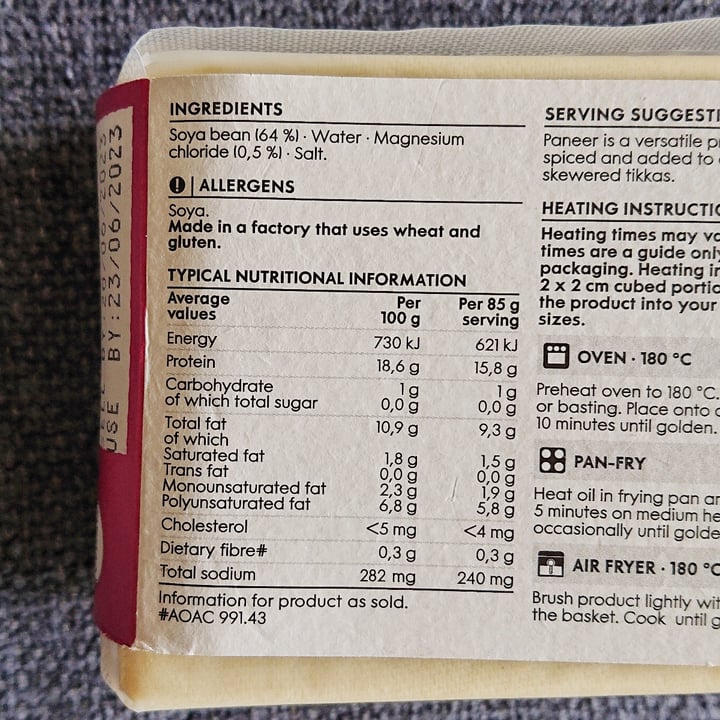 INGREDIENTS
Soya bean (64 %) · Water · Magnesium
chloride (0,5 %) · Salt.
ALLERGENS
Soya.
Made in a factory that uses wheat and
gluten.
TYPICAL NUTRITIONAL INFORMATION
Average values Per 100 g Per 85 g serving
Energy 730 kJ 621 kJ
Protein 18,6 g 15,8 g
Carbohydrate 1 g 1 g
of which total sugar 0,0 g 0,0 g
Total fat 10,9 g 9,3 g
of which
Saturated fat 1,8 g 1,5 g
Trans fat 0,0 g 0,0 g
Monounsaturated fat 2,3 g 1,9 g
Polyunsaturated fat 6,8 g 5,8 g
Cholesterol <5 mg <4 mg
Dietary fibre# 0,3 g 0,3 g
Total sodium 282 mg 240 mg
Information for product as sold.
#AOAC 991.43
SERVING SUGGESTI
Paneer is a versatile p
spiced and added to
skewered tikkas.
HEATING INSTRUCTIO
Heating times may va
times are a guide only
packaging. Heating in
2 x 2 cm cubed portio
the product into your
sizes.
OVEN · 180 °C
Preheat oven to 180 °C.
or basting. Place onto
10 minutes until golden.
PAN-FRY
Heat oil in frying pan an
5 minutes on medium he
occasionally until golde
AIR FRYER · 180 °C
Brush product lightly wit
the basket. Cook until g
USE BY:23/06/2023